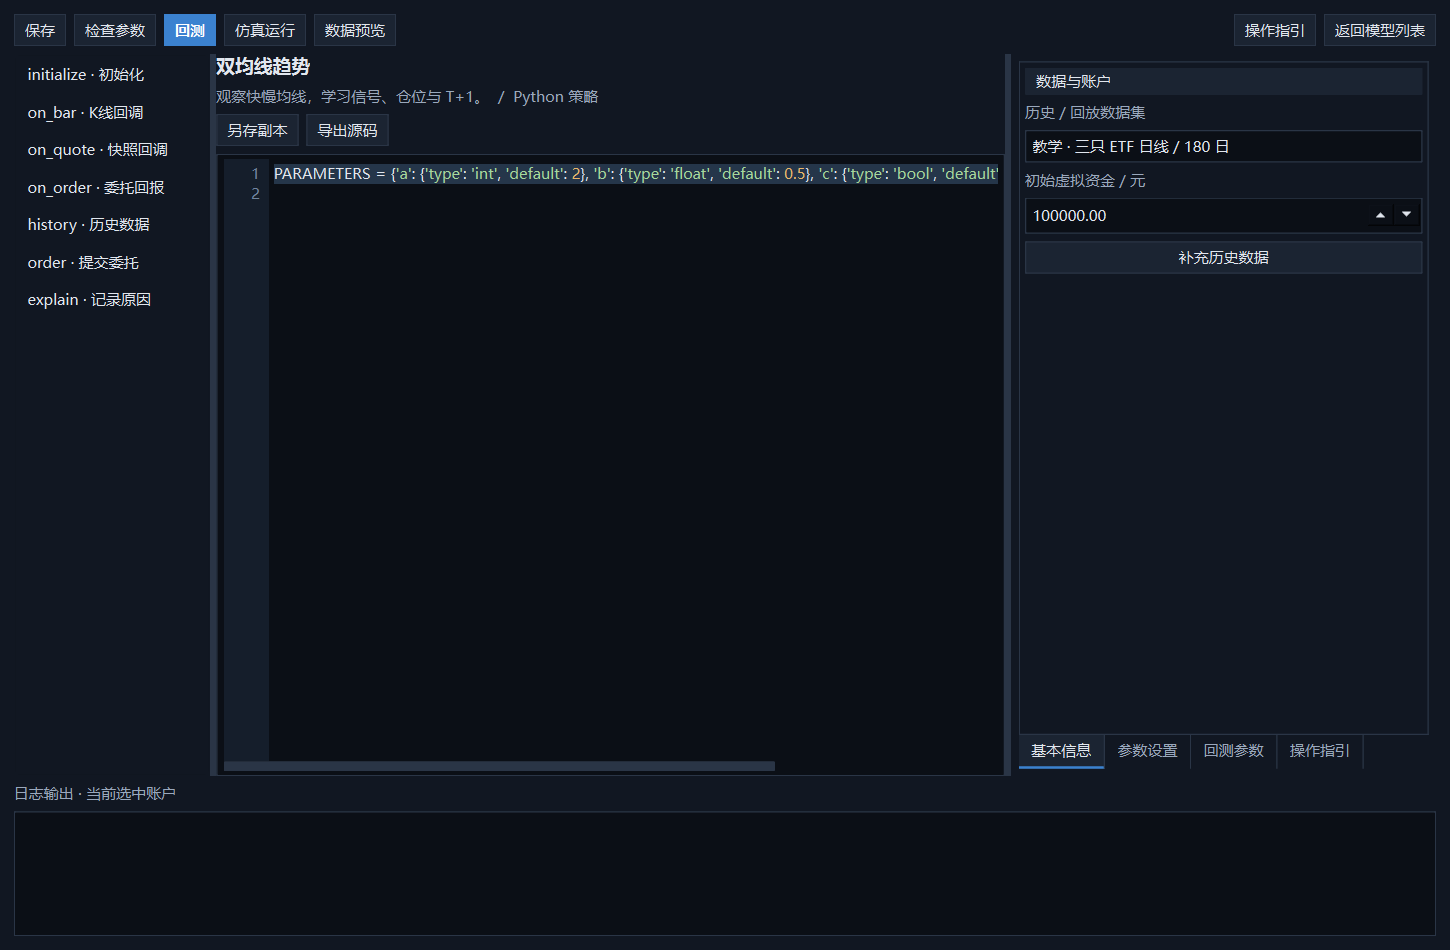 保存 检查参数 回测 仿真运行 数据预览 操作指引 返回模型列表
initialize · 初始化
on_bar · K线回调
on_quote · 快照回调
on_order · 委托回报
history · 历史数据
order · 提交委托
explain · 记录原因
双均线趋势
观察快慢均线，学习信号、仓位与 T+1。 / Python 策略
另存副本 导出源码
1 PARAMETERS = {'a': {'type': 'int', 'default': 2}, 'b': {'type': 'float', 'default': 0.5}, 'c': {'type': 'bool', 'default'
2
数据与账户
历史 / 回放数据集
教学 · 三只 ETF 日线 / 180 日
初始虚拟资金 / 元
100000.00
补充历史数据
基本信息 参数设置 回测参数 操作指引
日志输出 · 当前选中账户